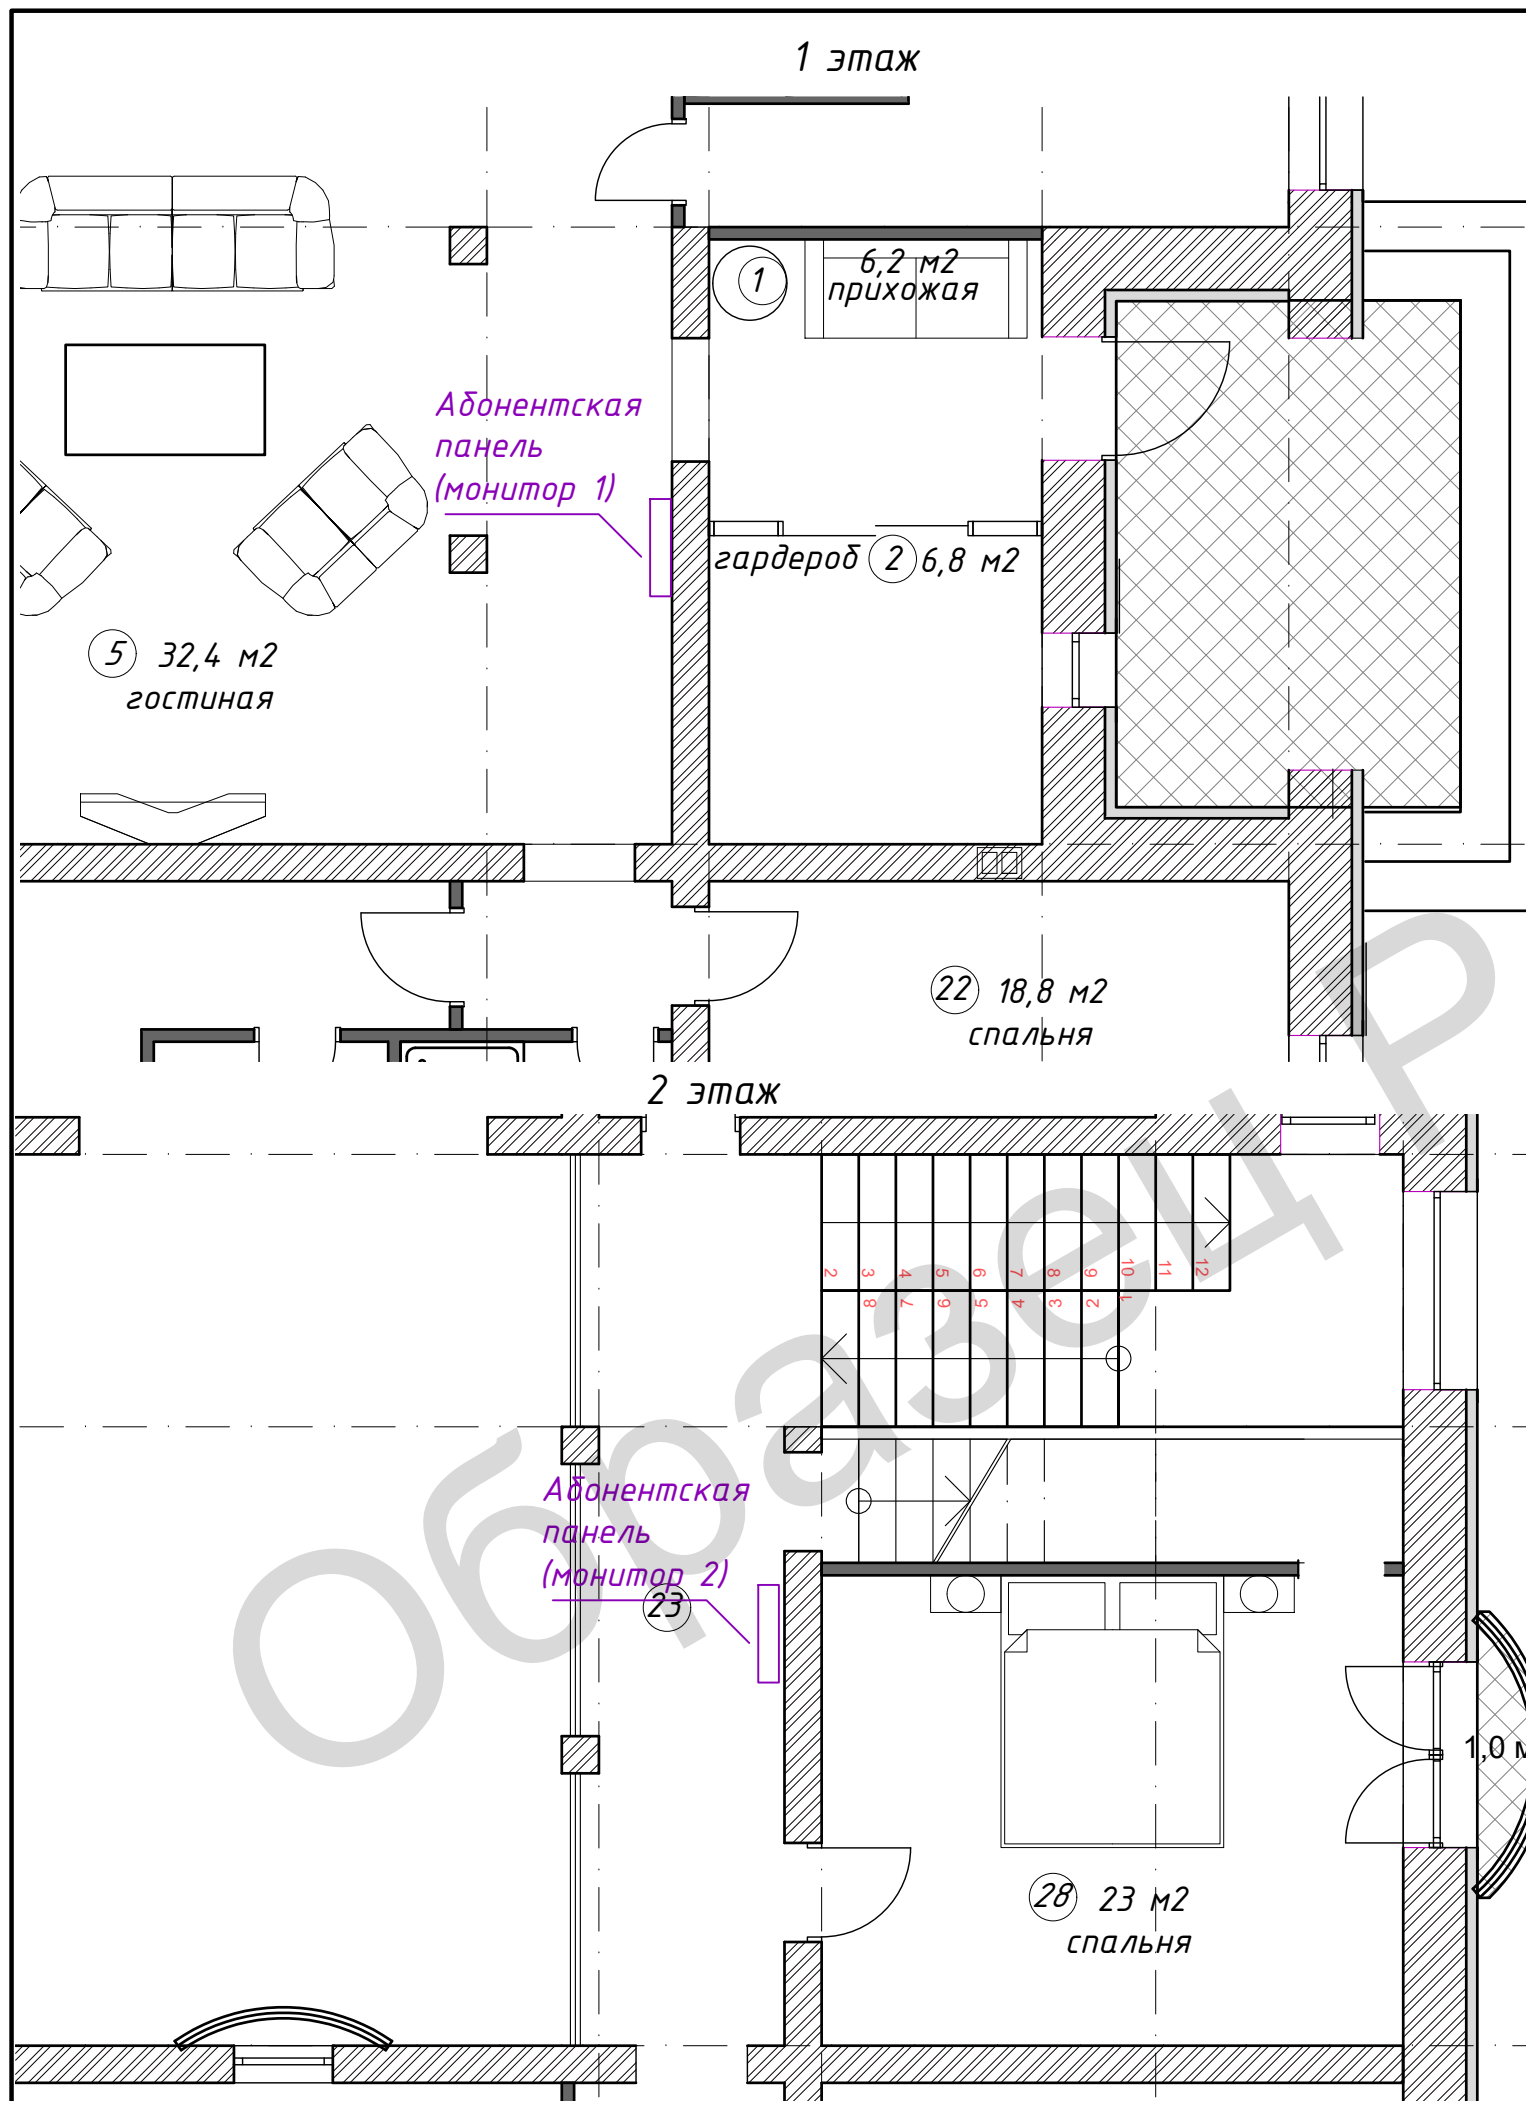 1 этаж
1
6,2 м2
прихожая
Абонентская
панель
(монитор 1)
гардероб 2 6,8 м2
5 32,4 м2
гостиная
22 18,8 м2
спальня
2 этаж
2 3 4 5 6 7 8 9 10 11 12
8 7 6 5 4 3 2 1
Абонентская
панель
(монитор 2)
23
1,0 м
28 23 м2
спальня
Образец Р